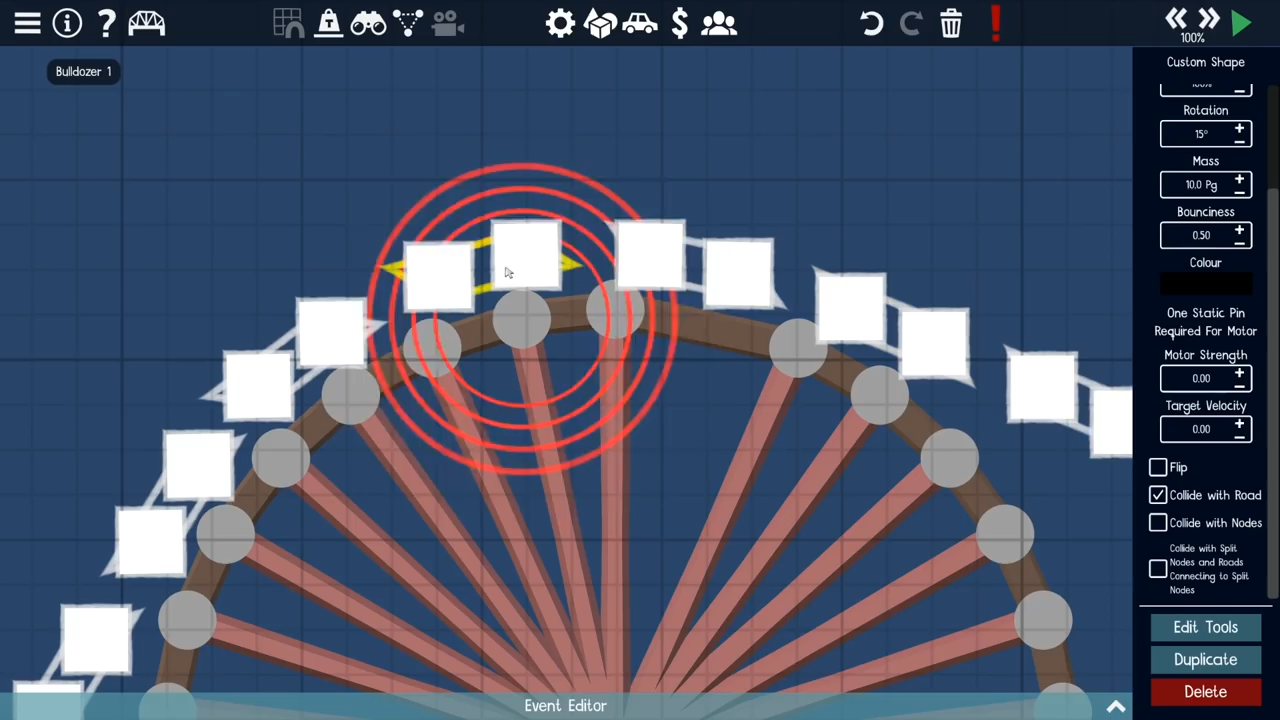 100%
Bulldozer 1
Custom Shape
Rotation
15°
Mass
10.0 Pg
Bounciness
0.50
Colour
One Static Pin
Required For Motor
Motor Strength
0.00
Target Velocity
0.00
Flip
Collide with Road
Collide with Nodes
Collide with Split
Nodes and Roads
Connecting to Split
Nodes
Edit Tools
Duplicate
Delete
Event Editor